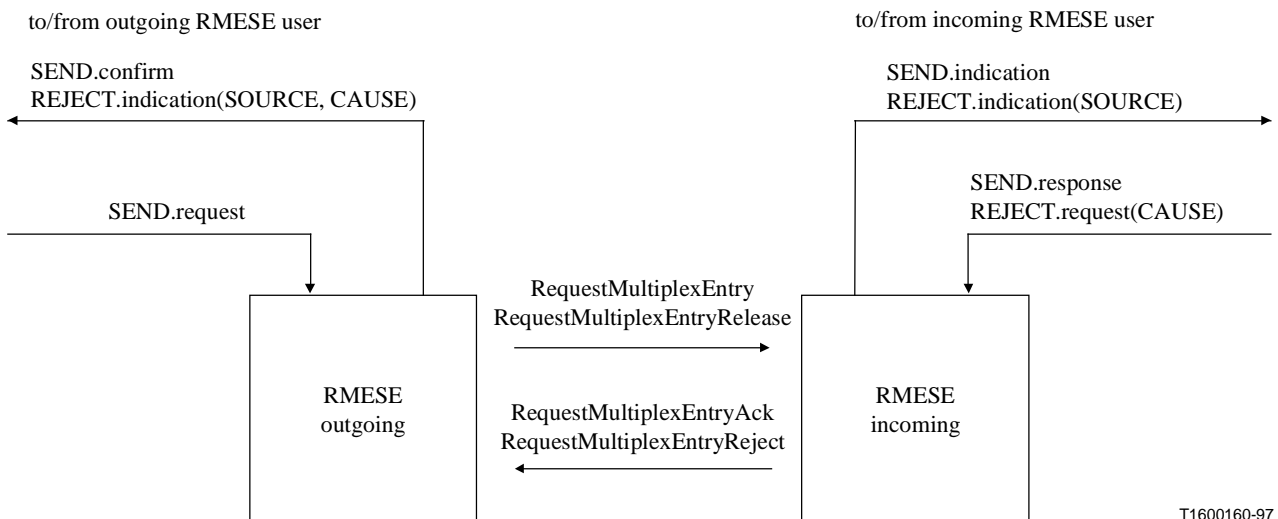 to/from outgoing RMESE user
to/from incoming RMESE user
SEND.confirm
REJECT.indication(SOURCE, CAUSE)
SEND.indication
REJECT.indication(SOURCE)
SEND.request
SEND.response
REJECT.request(CAUSE)
RequestMultiplexEntry
RequestMultiplexEntryRelease
RMESE
outgoing
RequestMultiplexEntryAck
RequestMultiplexEntryReject
RMESE
incoming
T1600160-97